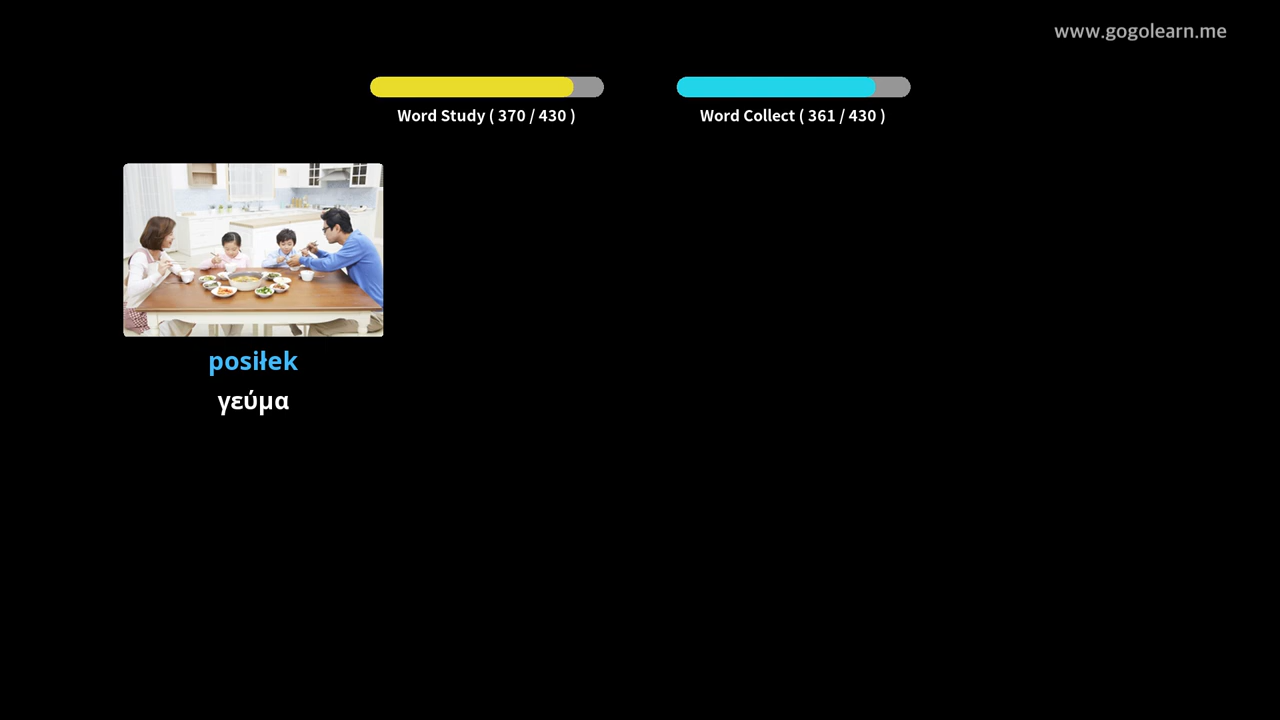 www.gogolearn.me
Word Study ( 370 / 430 )
Word Collect ( 361 / 430 )
posiłek
γεύμα